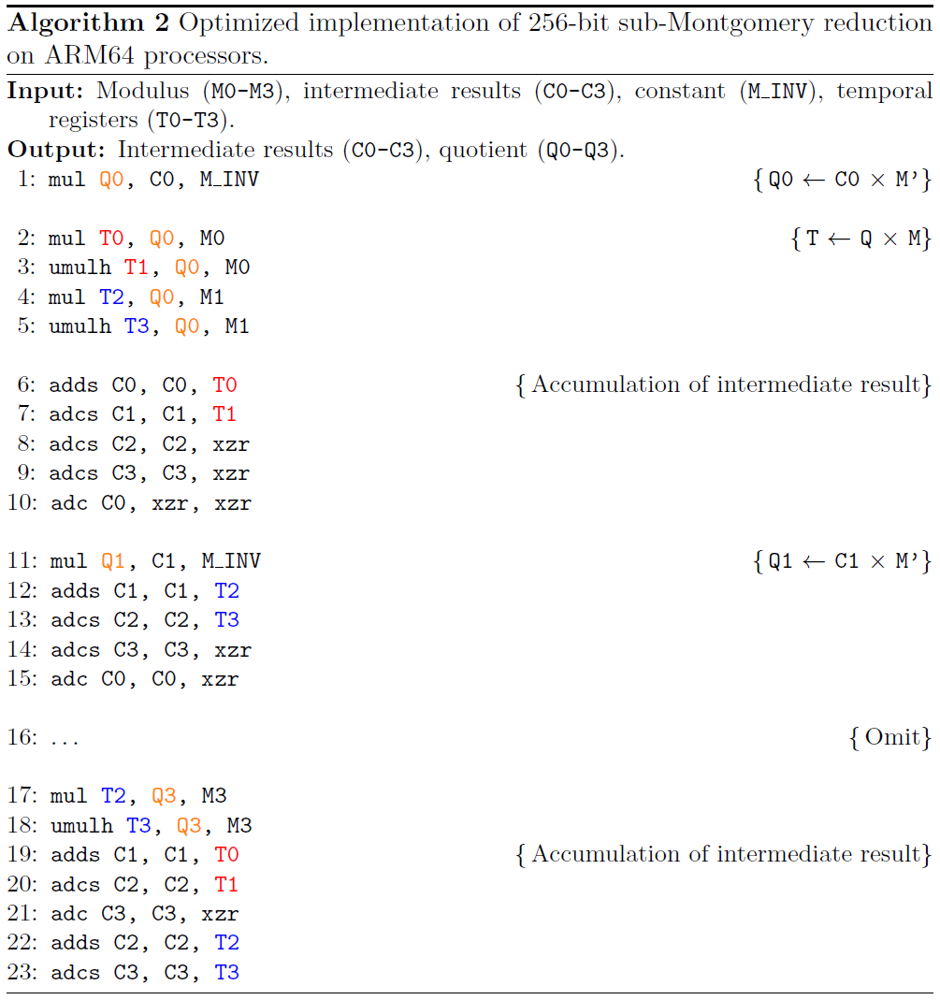 Algorithm 2 Optimized implementation of 256-bit sub-Montgomery reduction
on ARM64 processors.
Input: Modulus (M0-M3), intermediate results (C0-C3), constant (M_INV), temporal
registers (T0-T3).
Output: Intermediate results (C0-C3), quotient (Q0-Q3).
1: mul Q0, C0, M_INV {Q0 ← C0 × M'}
2: mul T0, Q0, M0 {T ← Q × M}
3: umulh T1, Q0, M0
4: mul T2, Q0, M1
5: umulh T3, Q0, M1
6: adds C0, C0, T0 {Accumulation of intermediate result}
7: adcs C1, C1, T1
8: adcs C2, C2, xzr
9: adcs C3, C3, xzr
10: adc C0, xzr, xzr
11: mul Q1, C1, M_INV {Q1 ← C1 × M'}
12: adds C1, C1, T2
13: adcs C2, C2, T3
14: adcs C3, C3, xzr
15: adc C0, C0, xzr
16: ... {Omit}
17: mul T2, Q3, M3
18: umulh T3, Q3, M3
19: adds C1, C1, T0 {Accumulation of intermediate result}
20: adcs C2, C2, T1
21: adc C3, C3, xzr
22: adds C2, C2, T2
23: adcs C3, C3, T3